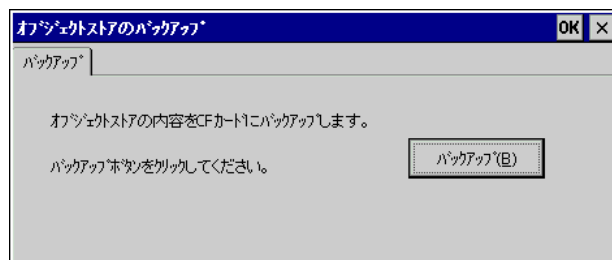 ｵﾌﾞｼﾞｪｸﾄｽﾄｱのﾊﾞｯｸｱｯﾌﾟ OK ×
ﾊﾞｯｸｱｯﾌﾟ
ｵﾌﾞｼﾞｪｸﾄｽﾄｱの内容をCFｶｰﾄﾞにﾊﾞｯｸｱｯﾌﾟします。
ﾊﾞｯｸｱｯﾌﾟﾎﾞﾀﾝをｸﾘｯｸしてください。
ﾊﾞｯｸｱｯﾌﾟ(B)